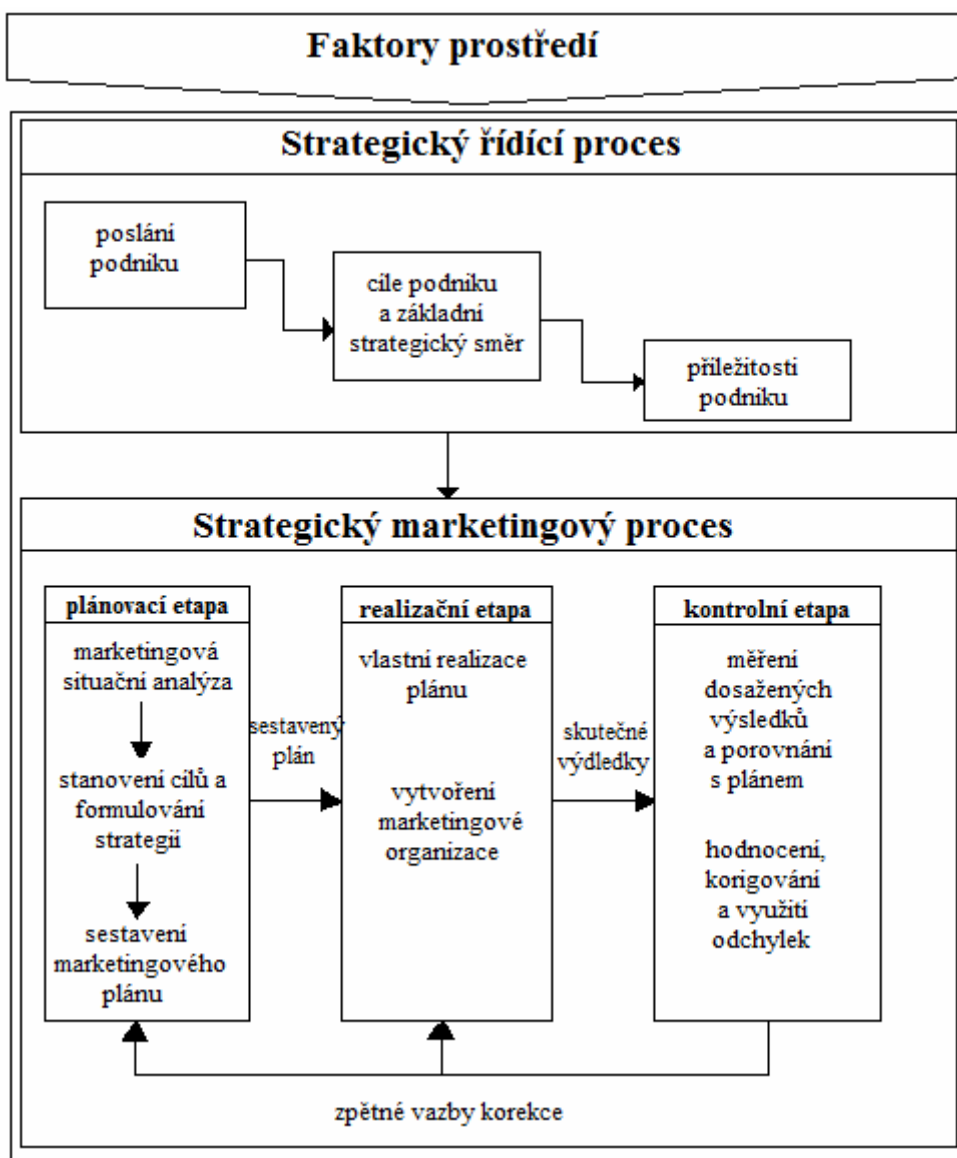 Faktory prostředí
Strategický řídící proces
poslání
podniku
cíle podniku
a základní
strategický směr
příležitosti
podniku
Strategický marketingový proces
plánovací etapa
marketingová
situační analýza
stanovení cílů a
formulování
strategií
sestavení
marketingového
plánu
sestavený
plán
realizační etapa
vlastní realizace
plánu
vytvoření
marketingové
organizace
skutečné
výdledky
kontrolní etapa
měření
dosažených
výsledků
a porovnání
s plánem
hodnocení,
korigování
a využití
odchylek
zpětné vazby korekce